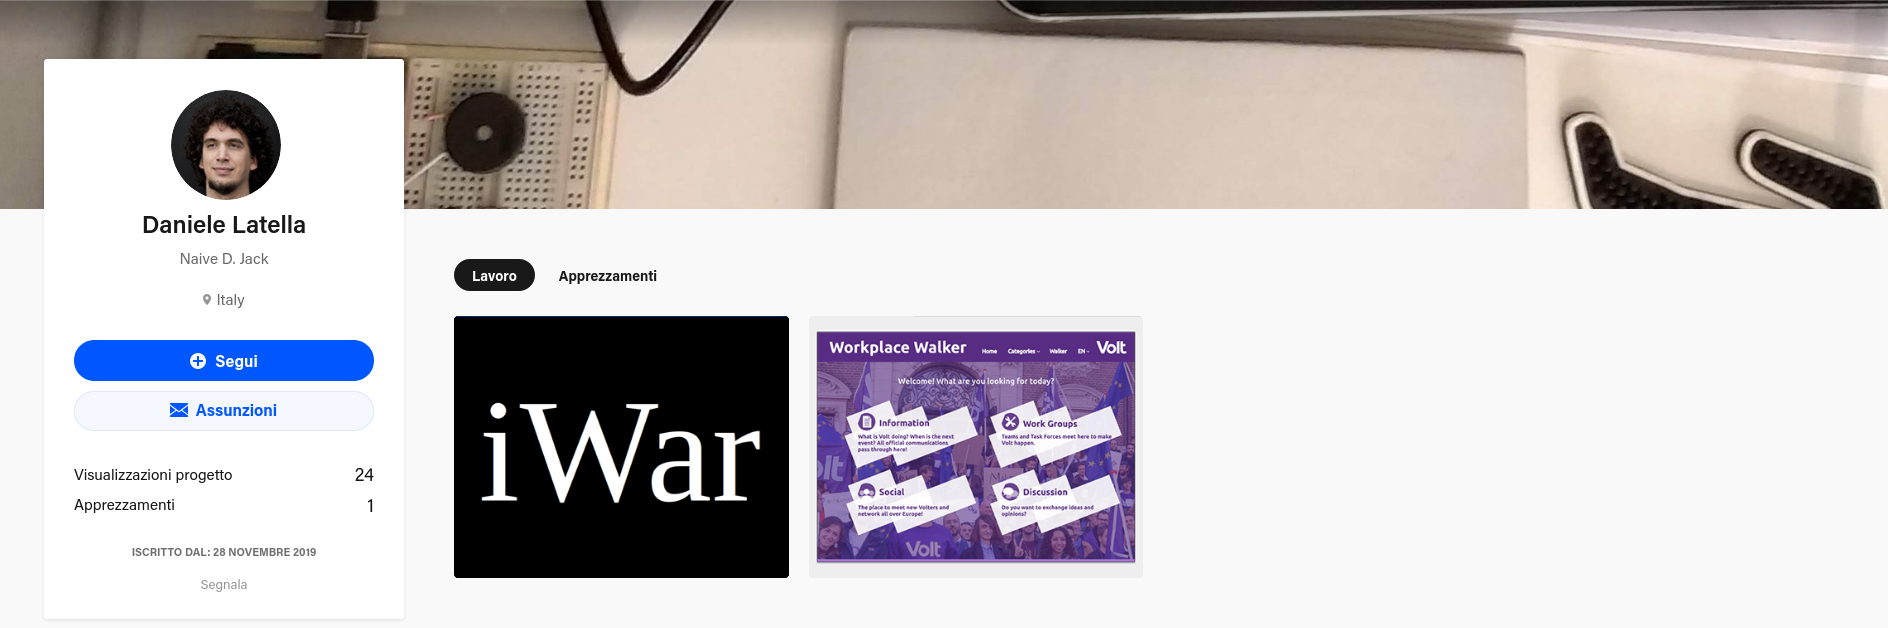 Daniele Latella
Naive D. Jack
Italy
Segui
Assunzioni
Visualizzazioni progetto 24
Apprezzamenti 1
ISCRITTO DAL: 28 NOVEMBRE 2019
Segnala
Lavoro Apprezzamenti
iWar
Workplace Walker Home Categories Walker EN Volt
Welcome! What are you looking for today?
Information
What is Volt doing? When is the next
event? All official communications
pass through here!
Work Groups
Teams and Task Forces meet here to make
Volt happen.
Social
The place to meet new Volters and
network all over Europe!
Discussion
Do you want to exchange ideas and
opinions?
Volt